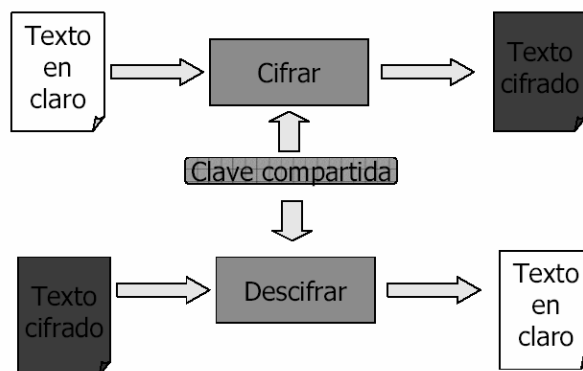 Texto
en
claro
Cifrar
Texto
cifrado
Clave compartida
Texto
cifrado
Descifrar
Texto
en
claro